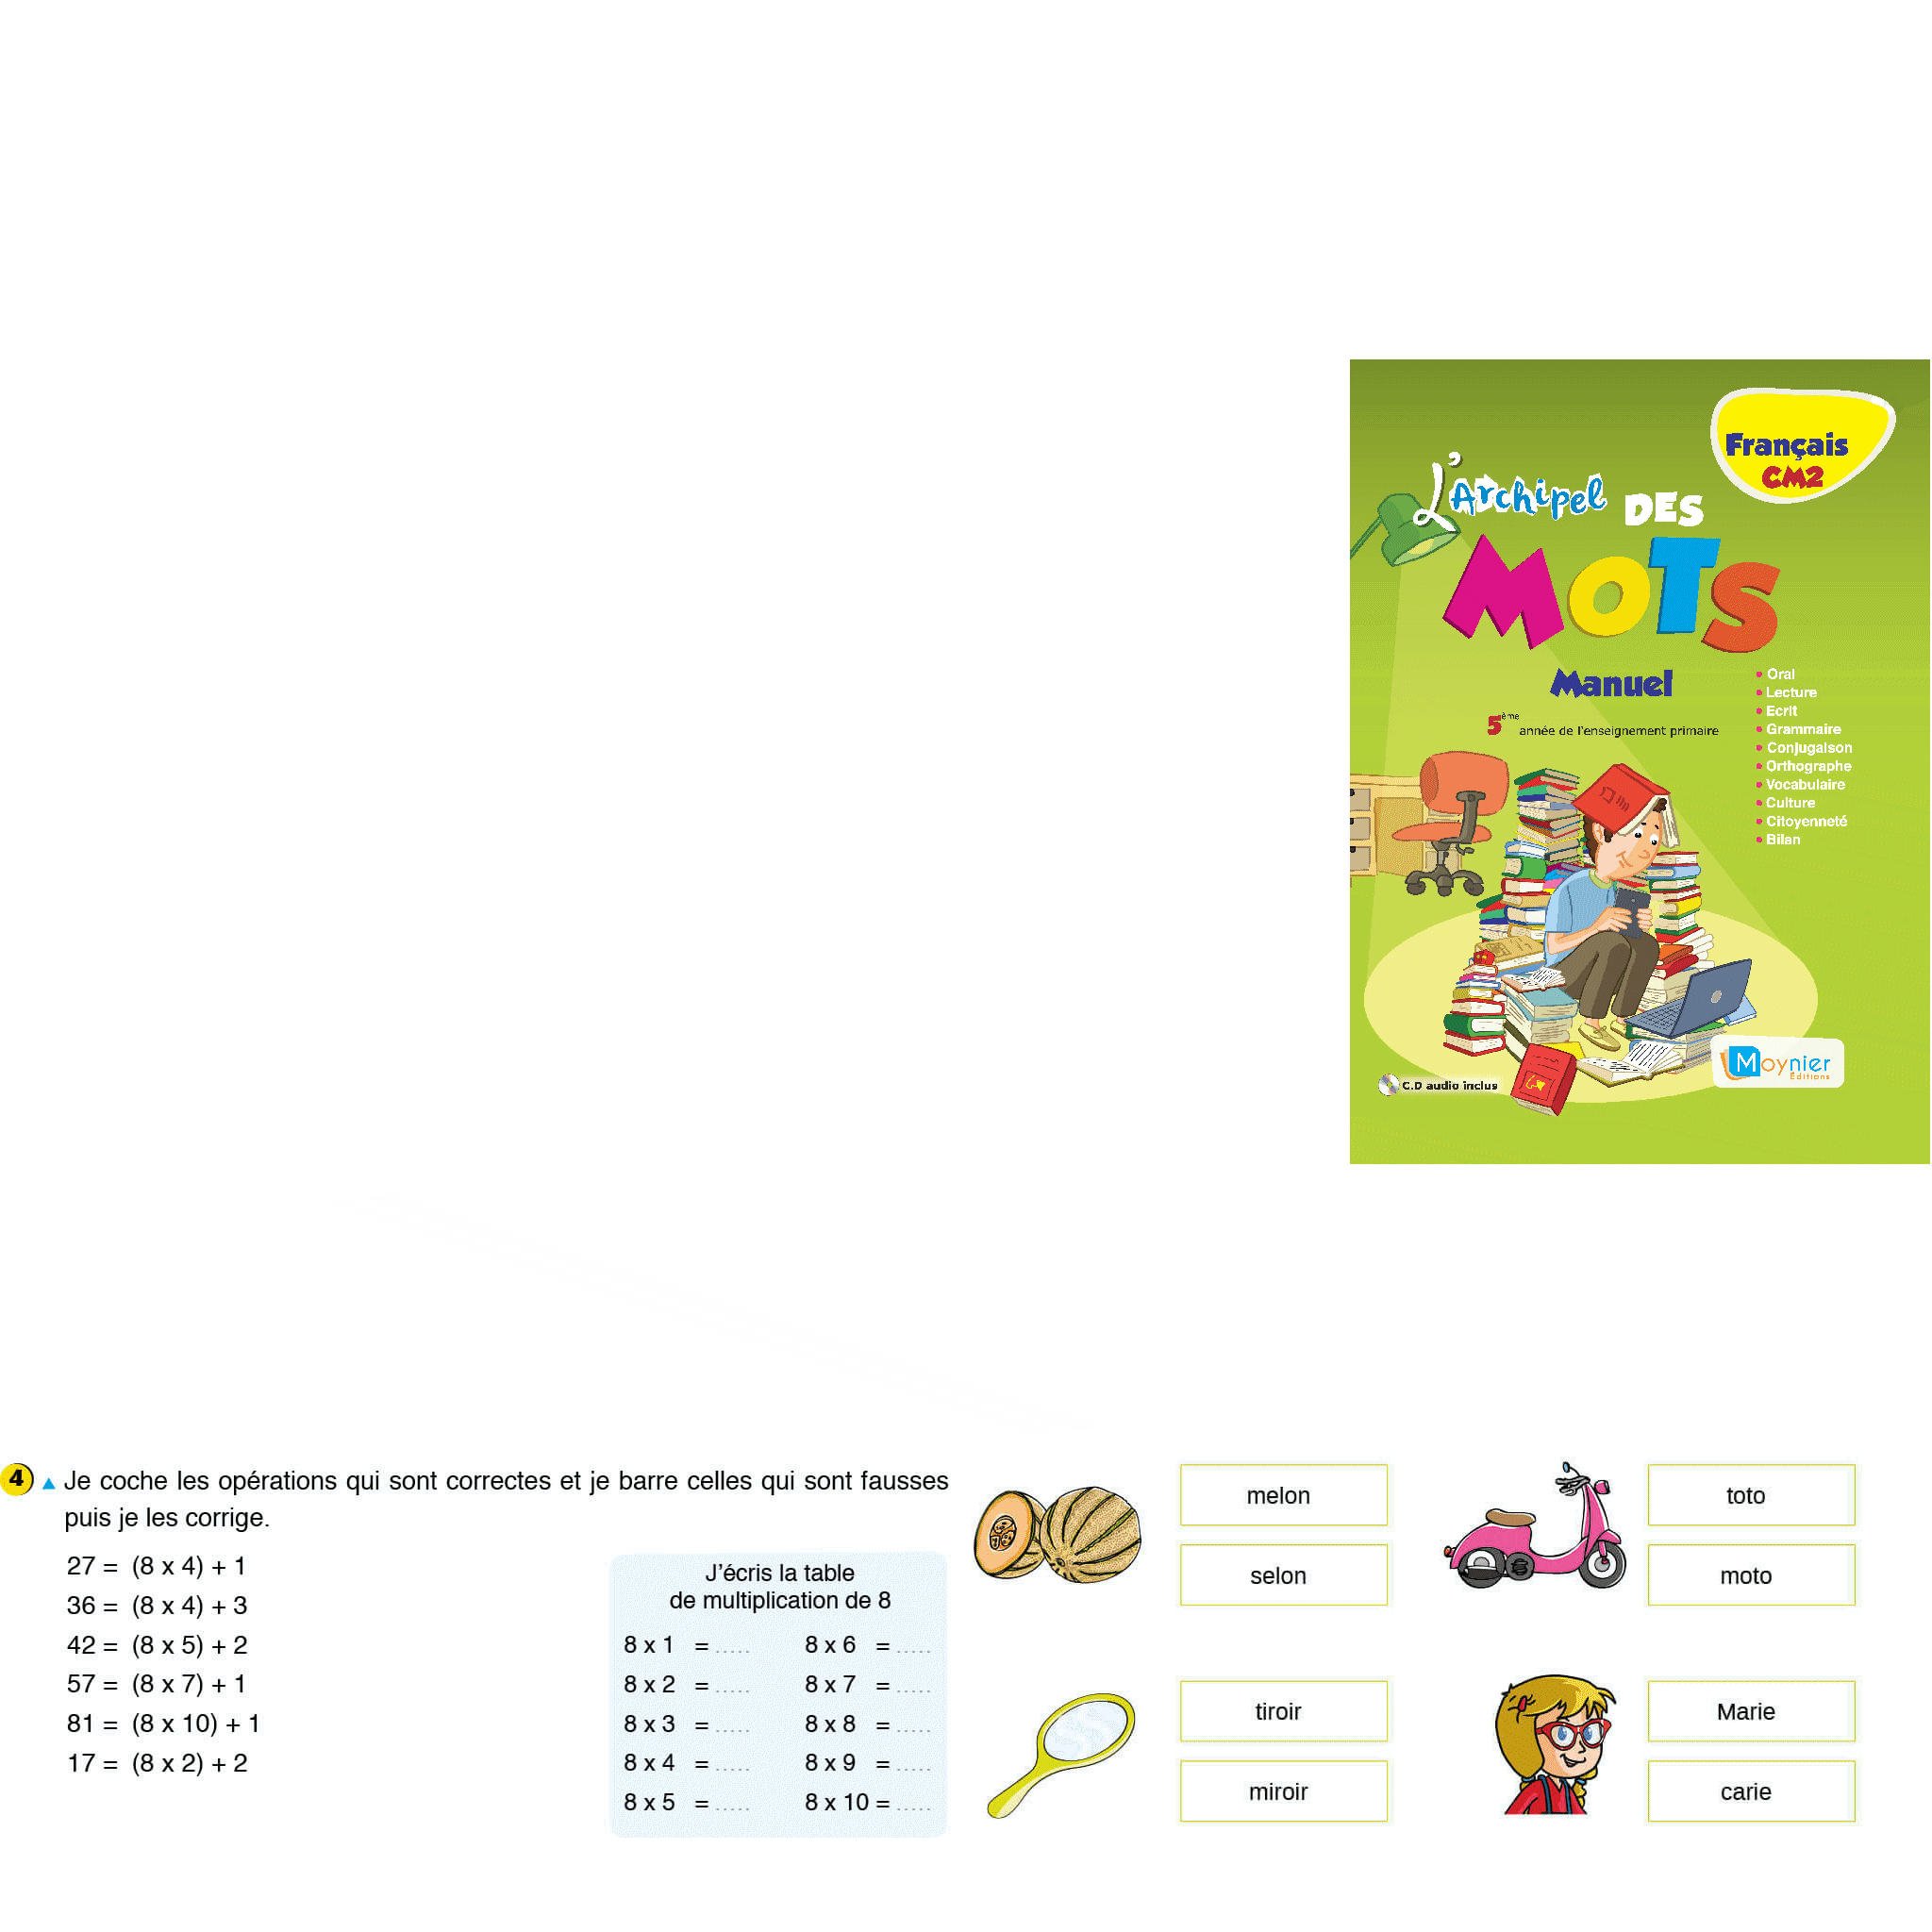 Français
CM2
L'Archipel DES
MOTS
Manuel
5ème année de l'enseignement primaire
• Oral
• Lecture
• Ecrit
• Grammaire
• Conjugaison
• Orthographe
• Vocabulaire
• Culture
• Citoyenneté
• Bilan
C.D audio inclus
Moynier
Éditions
4 ▲ Je coche les opérations qui sont correctes et je barre celles qui sont fausses
puis je les corrige.
27 = (8 x 4) + 1
36 = (8 x 4) + 3
42 = (8 x 5) + 2
57 = (8 x 7) + 1
81 = (8 x 10) + 1
17 = (8 x 2) + 2
J'écris la table
de multiplication de 8
8 x 1 = ..... 8 x 6 = .....
8 x 2 = ..... 8 x 7 = .....
8 x 3 = ..... 8 x 8 = .....
8 x 4 = ..... 8 x 9 = .....
8 x 5 = ..... 8 x 10 = .....
melon
selon
toto
moto
tiroir
miroir
Marie
carie